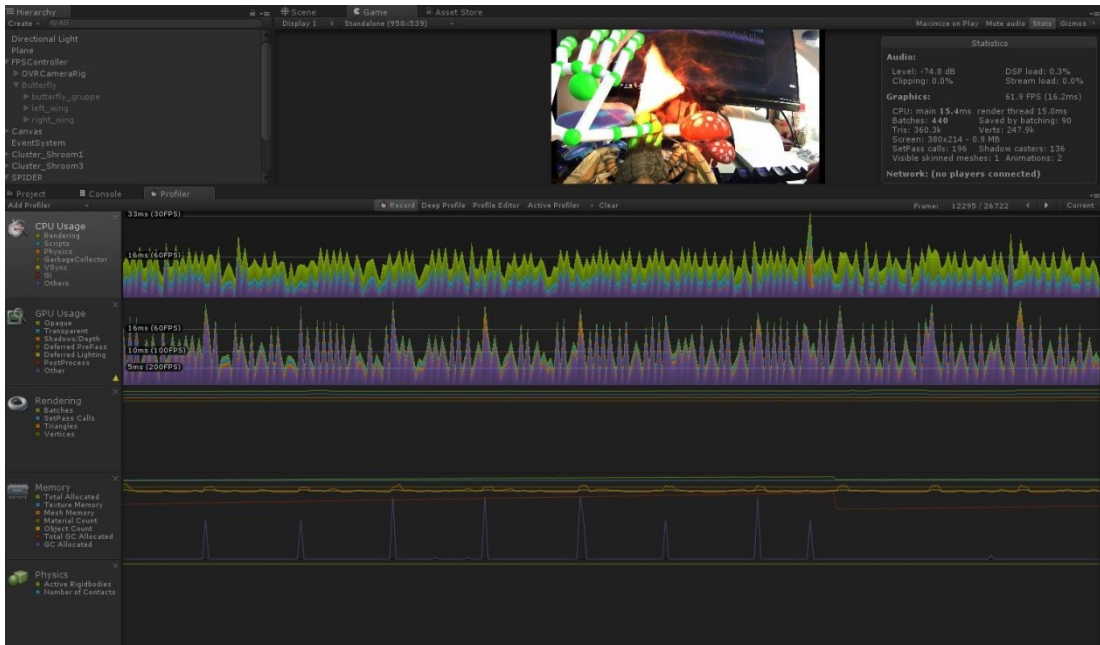 Hierarchy
Create
Q▾All
Directional Light
Plane
FPSController
OVRCameraRig
Butterfly
butterfly_gruppe
left_wing
right_wing
Canvas
EventSystem
Cluster_Shroom1
Cluster_Shroom3
SPIDER
Scene
Game
Asset Store
Display 1
Standalone (958x539)
Maximize on Play Mute audio Stats Gizmos
Statistics
Audio:
Level: -74.8 dB DSP load: 0.3%
Clipping: 0.0% Stream load: 0.0%
Graphics: 61.9 FPS (16.2ms)
CPU: main 15.4ms render thread 15.0ms
Batches: 440 Saved by batching: 90
Tris: 360.3k Verts: 247.9k
Screen: 380x214 - 0.9 MB
SetPass calls: 196 Shadow casters: 136
Visible skinned meshes: 1 Animations: 2
Network: (no players connected)
Project
Console
Profiler
Add Profiler
Record Deep Profile Profile Editor Active Profiler Clear
Frame: 12295 / 26722
Current
CPU Usage
Rendering
Scripts
Physics
GarbageCollector
VSync
Gi
Others
33ms (30FPS)
16ms (60FPS)
GPU Usage
Opaque
Transparent
Shadows/Depth
Deferred PrePass
Deferred Lighting
PostProcess
Other
16ms (60FPS)
10ms (100FPS)
5ms (200FPS)
Rendering
Batches
SetPass Calls
Triangles
Vertices
Memory
Total Allocated
Texture Memory
Mesh Memory
Material Count
Object Count
Total GC Allocated
GC Allocated
Physics
Active Rigidbodies
Number of Contacts